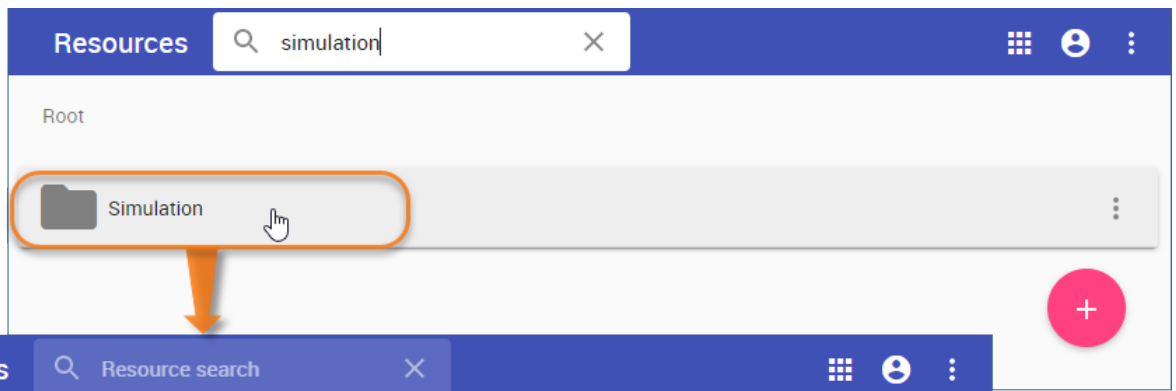 Resources simulation
Root
Simulation
s Resource search